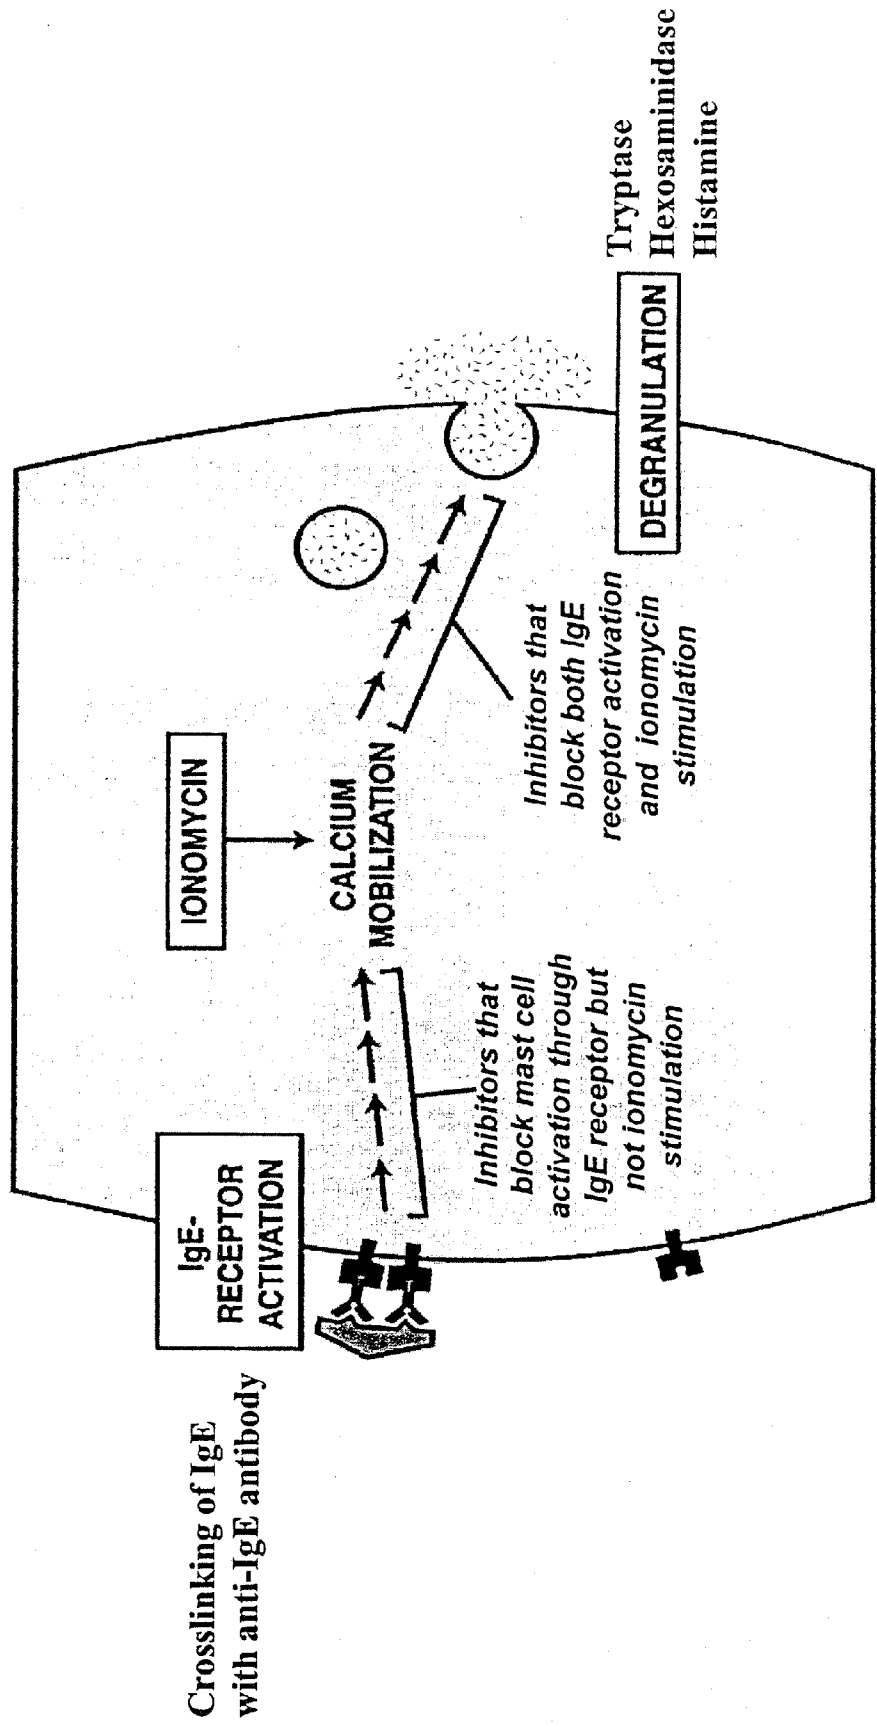 Crosslinking of IgE
with anti-IgE antibody
IgE-
RECEPTOR
ACTIVATION
IONOMYCIN
CALCIUM
MOBILIZATION
Inhibitors that
block mast cell
activation through
IgE receptor but
not ionomycin
stimulation
Inhibitors that
block both IgE
receptor activation
and ionomycin
stimulation
DEGRANULATION
Tryptase
Hexosaminidase
Histamine